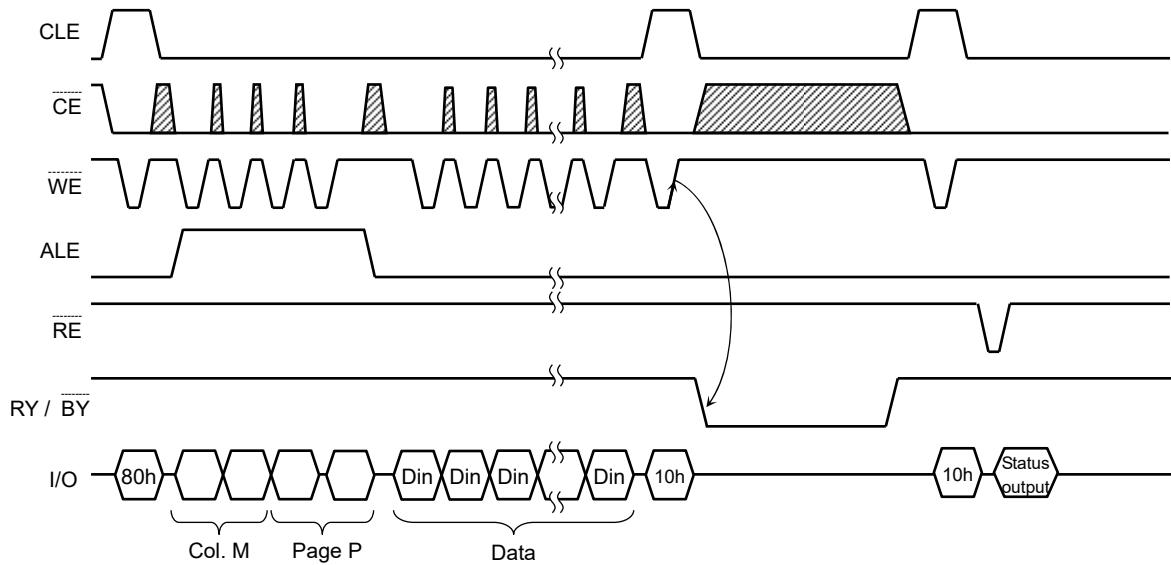 CLE
CE
WE
ALE
RE
RY / BY
I/O
80h
Din
Din
Din
Din
10h
10h
Status
output
Col. M
Page P
Data